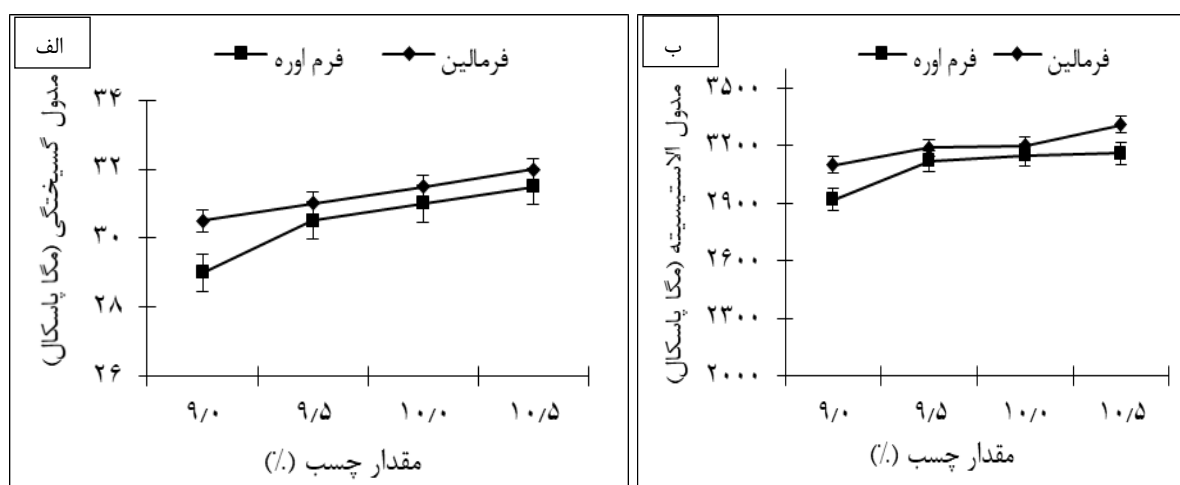 الف
فرم اوره
فرمالین
مدول گسیختگی (مگا پاسکال)
۳۴
۳۲
۳۰
۲۸
۲۶
۹٫۰
۹٫۵
۱۰٫۰
۱۰٫۵
مقدار چسب (٪)
ب
فرم اوره
فرمالین
مدول الاستیسیته (مگا پاسکال)
۳۵۰۰
۳۲۰۰
۲۹۰۰
۲۶۰۰
۲۳۰۰
۲۰۰۰
۹٫۰
۹٫۵
۱۰٫۰
۱۰٫۵
مقدار چسب (٪)